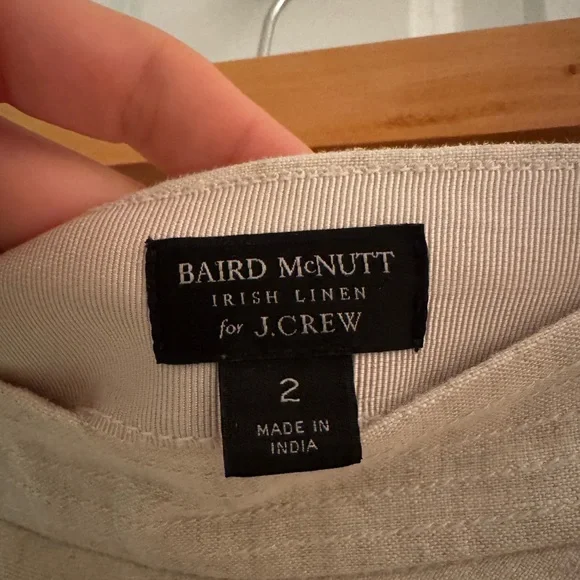 BAIRD McNUTT
IRISH LINEN
for J.CREW
2
MADE IN
INDIA